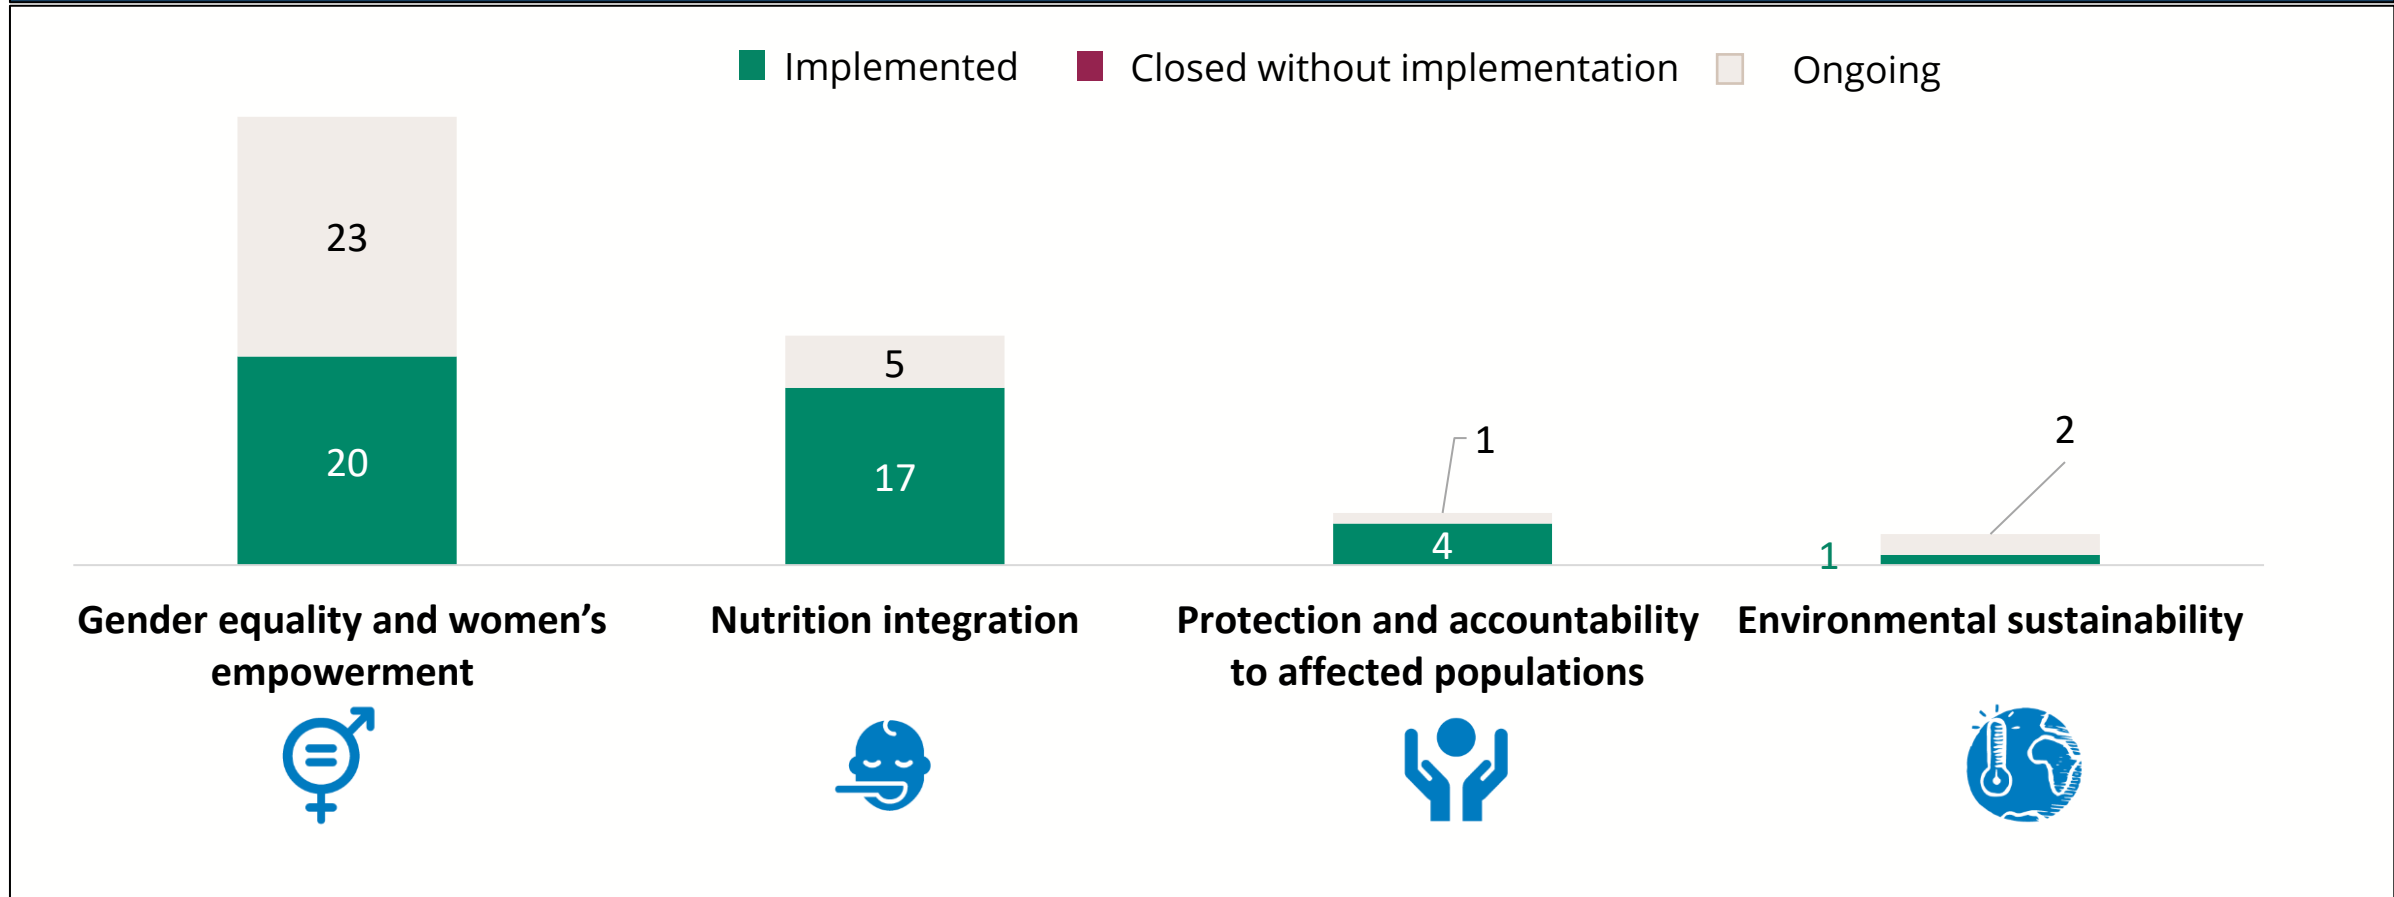 Implemented
Closed without implementation
Ongoing
23
20
5
17
1
4
2
1
Gender equality and women’s
empowerment
Nutrition integration
Protection and accountability
to affected populations
Environmental sustainability